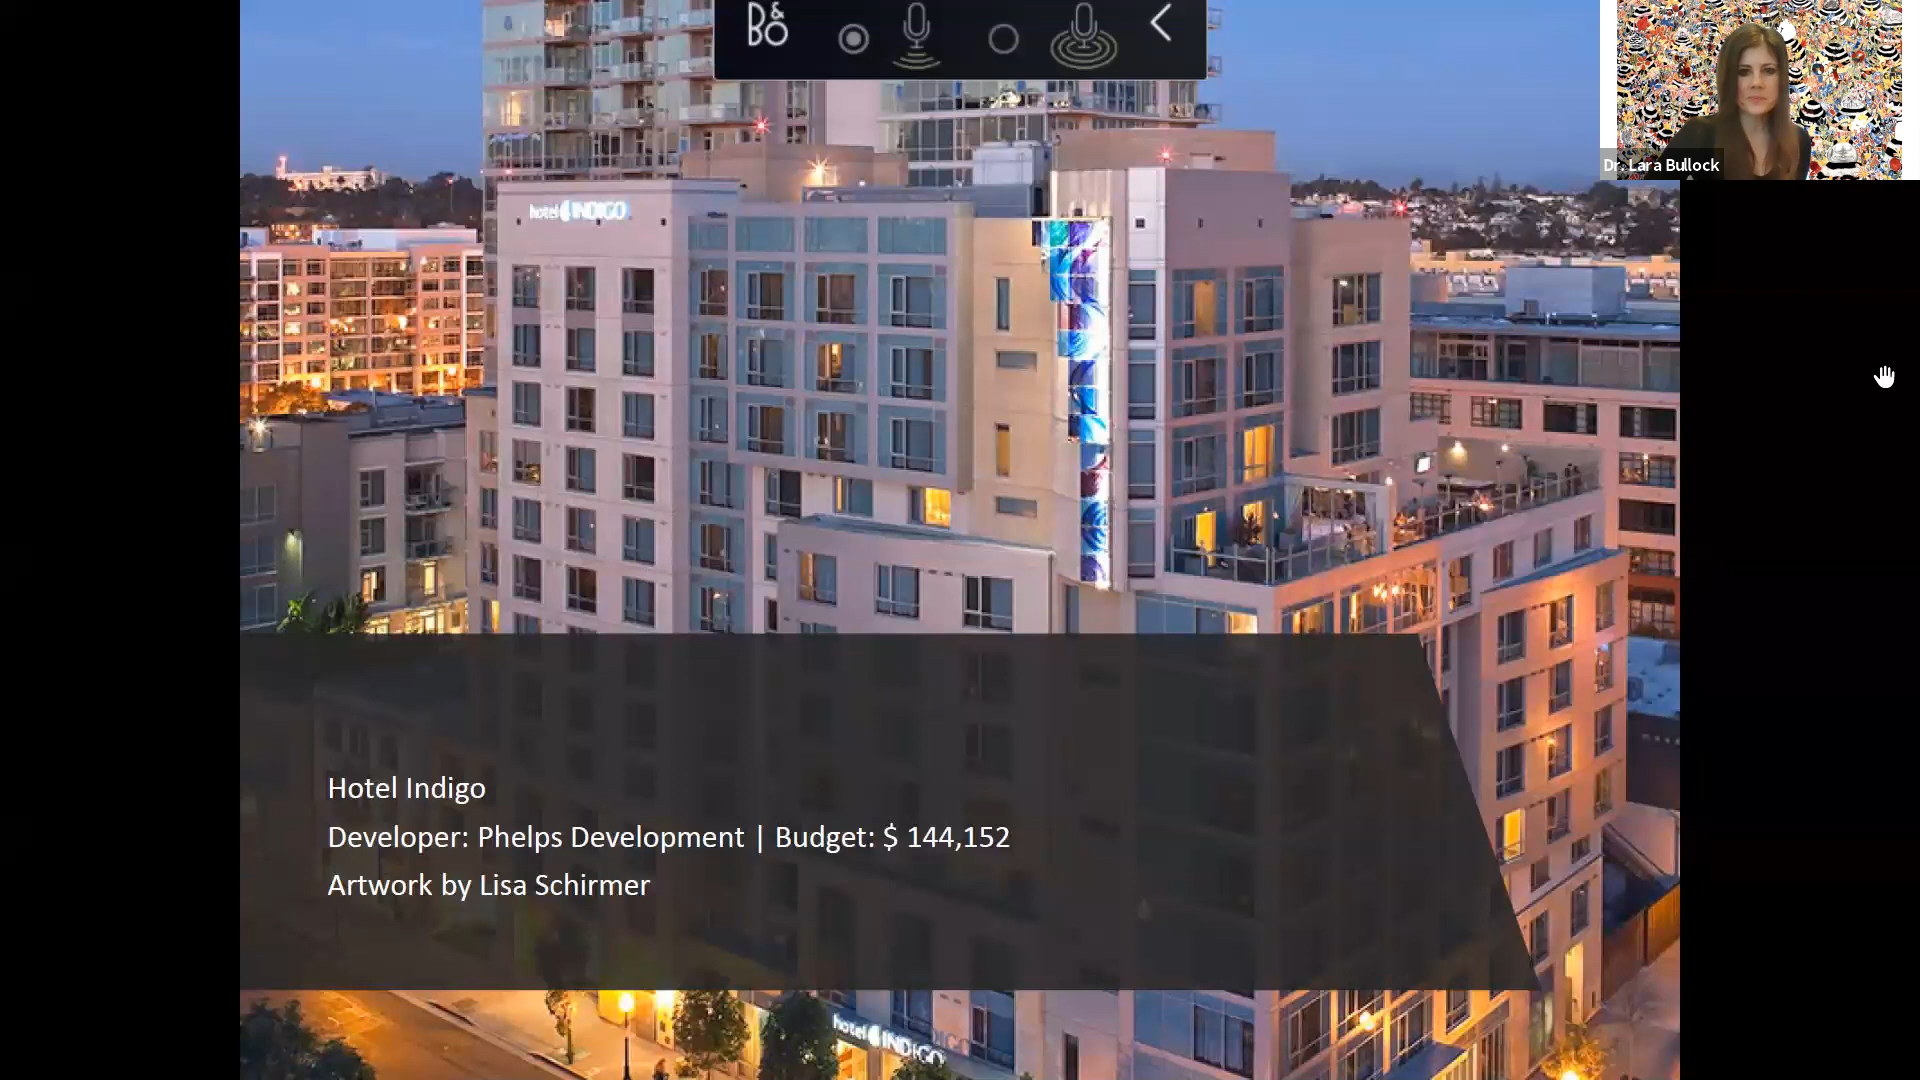 B&O
Dr. Lara Bullock
hotel INDIGO
Hotel Indigo
Developer: Phelps Development | Budget: $ 144,152
Artwork by Lisa Schirmer
hotel INDIGO